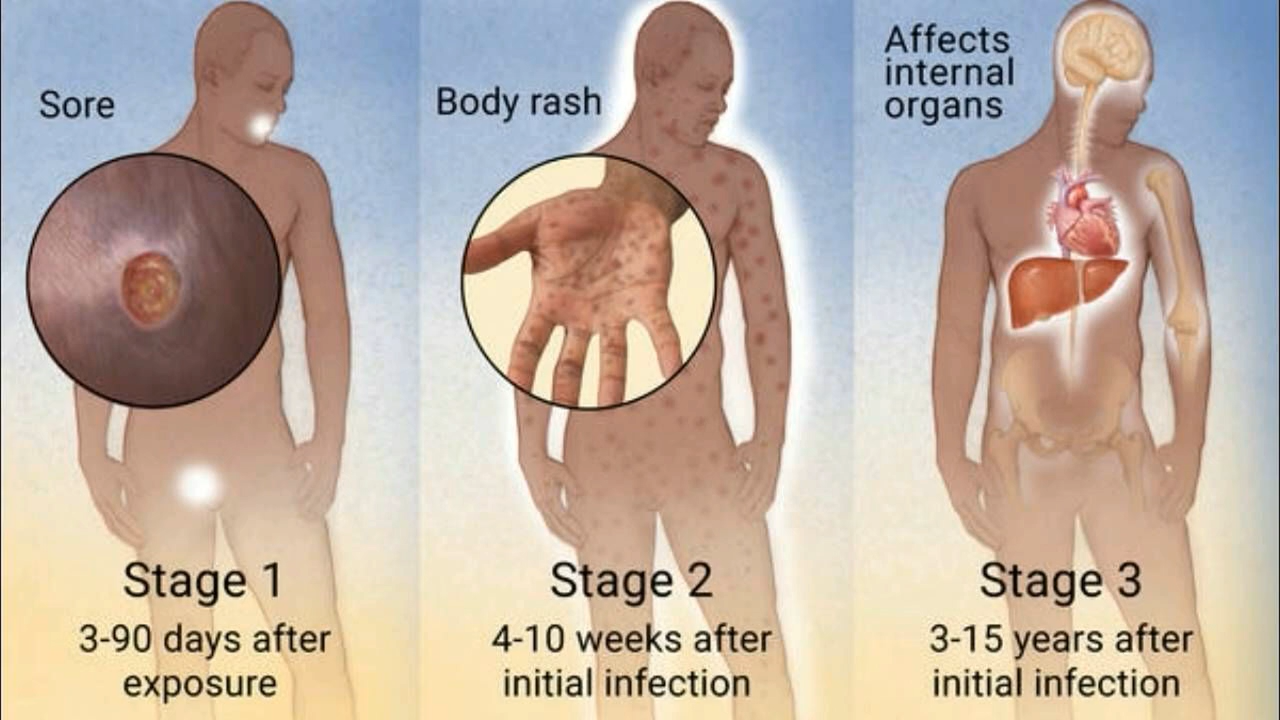 Sore
Stage 1
3-90 days after
exposure
Body rash
Stage 2
4-10 weeks after
initial infection
Affects
internal
organs
Stage 3
3-15 years after
initial infection